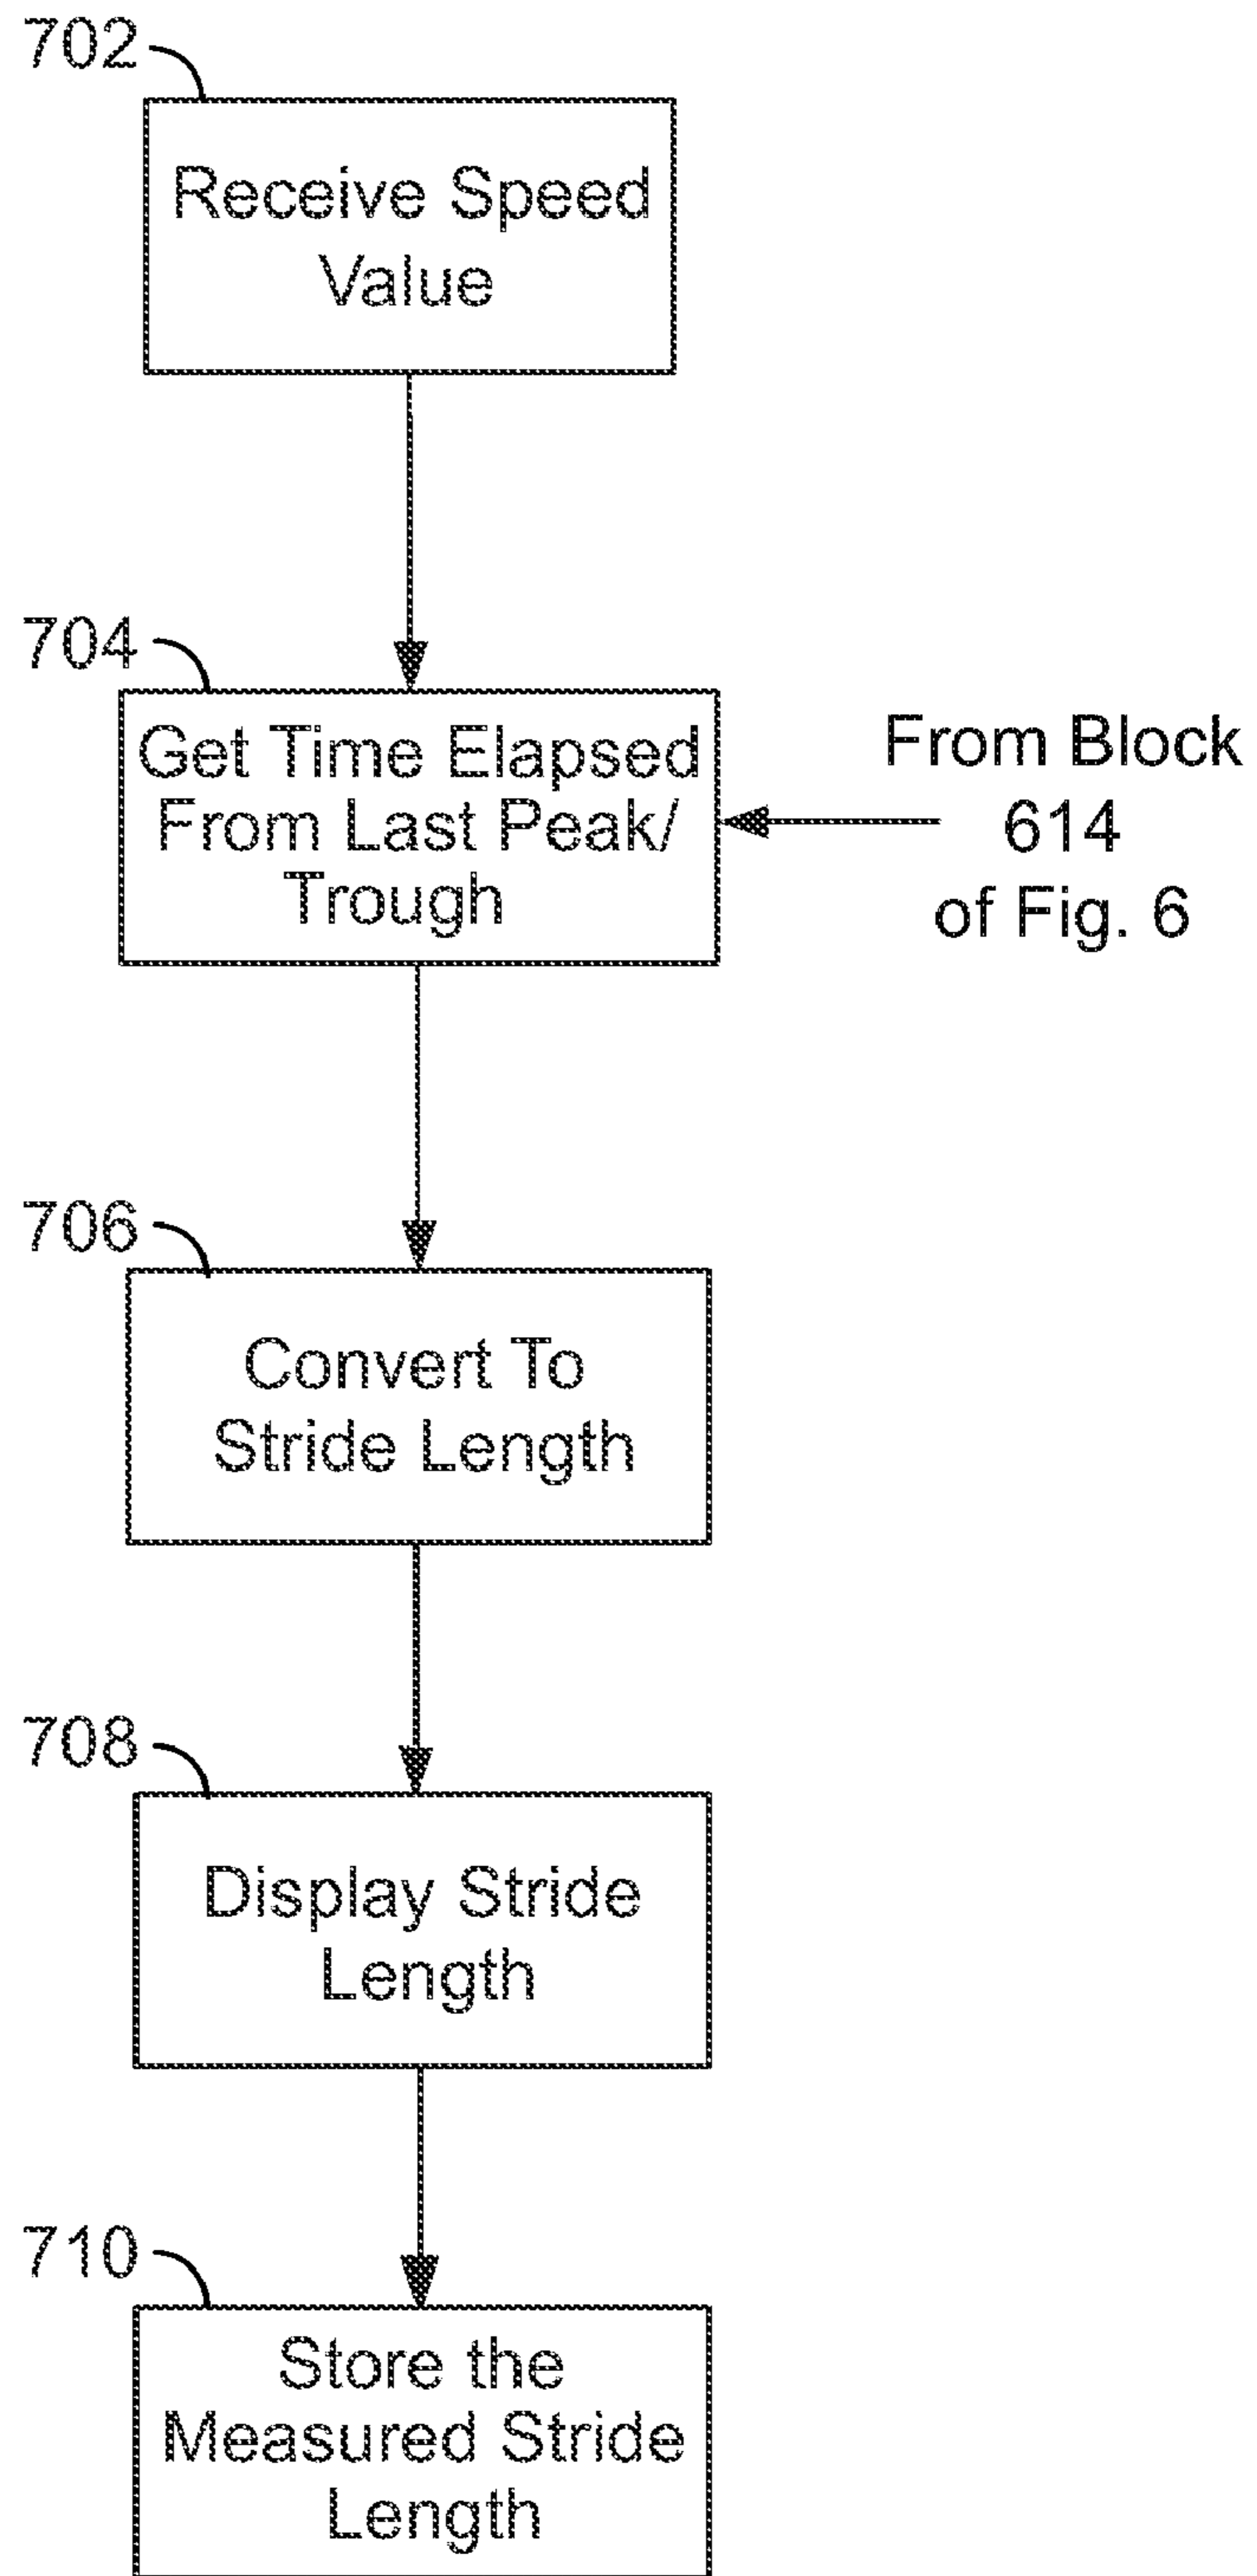 702
Receive Speed
Value
704
Get Time Elapsed
From Last Peak/
Trough
From Block
614
of Fig. 6
706
Convert To
Stride Length
708
Display Stride
Length
710
Store the
Measured Stride
Length